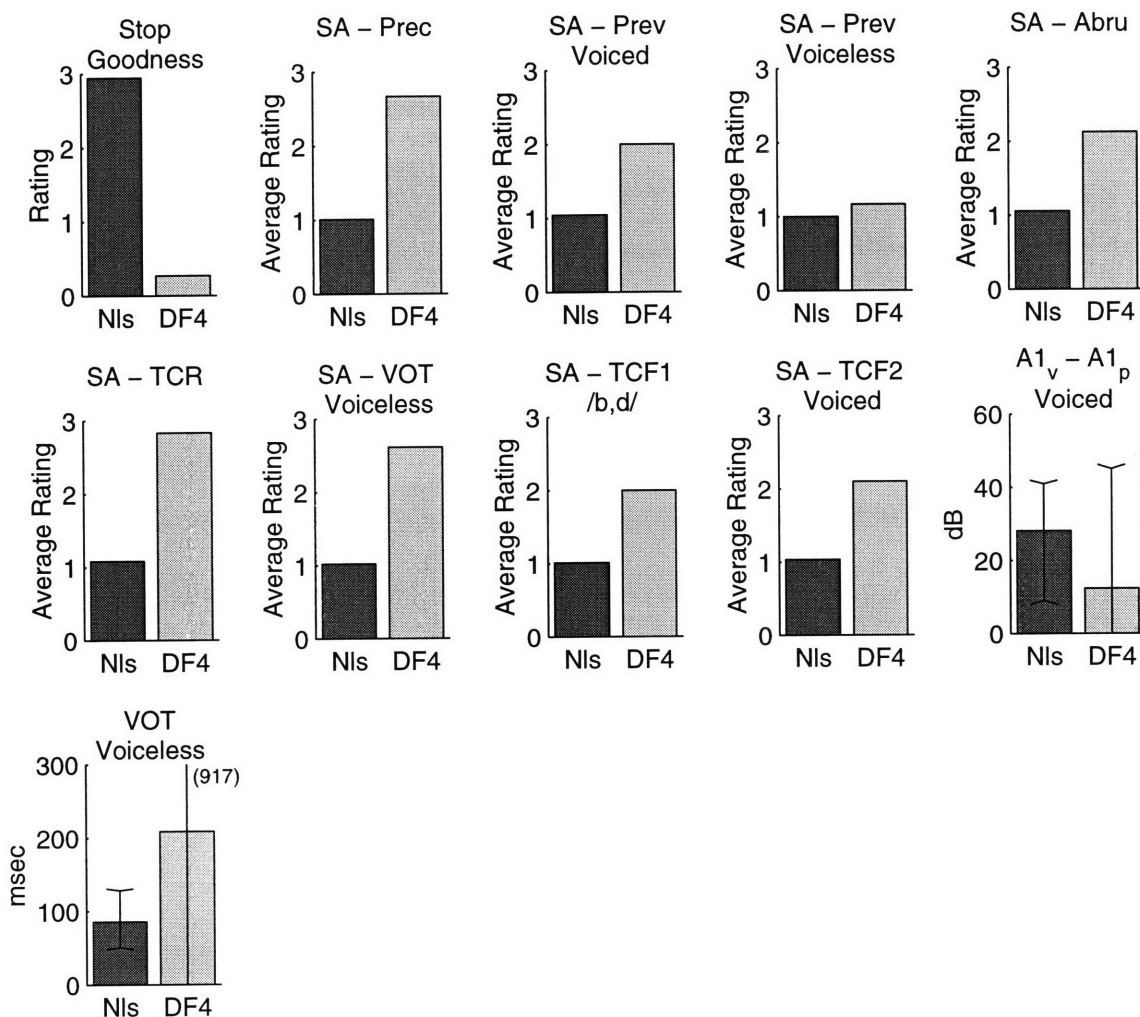 Stop
Goodness
Rating
3
2
1
0
Nls DF4
SA – Prec
Average Rating
3
2
1
0
Nls DF4
SA – Prev
Voiced
Average Rating
3
2
1
0
Nls DF4
SA – Prev
Voiceless
Average Rating
3
2
1
0
Nls DF4
SA – Abru
Average Rating
3
2
1
0
Nls DF4
SA – TCR
Average Rating
3
2
1
0
Nls DF4
SA – VOT
Voiceless
Average Rating
3
2
1
0
Nls DF4
SA – TCF1
/b,d/
Average Rating
3
2
1
0
Nls DF4
SA – TCF2
Voiced
Average Rating
3
2
1
0
Nls DF4
A1v – A1p
Voiced
dB
60
40
20
0
Nls DF4
VOT
Voiceless
msec
300
200
100
0
(917)
Nls DF4